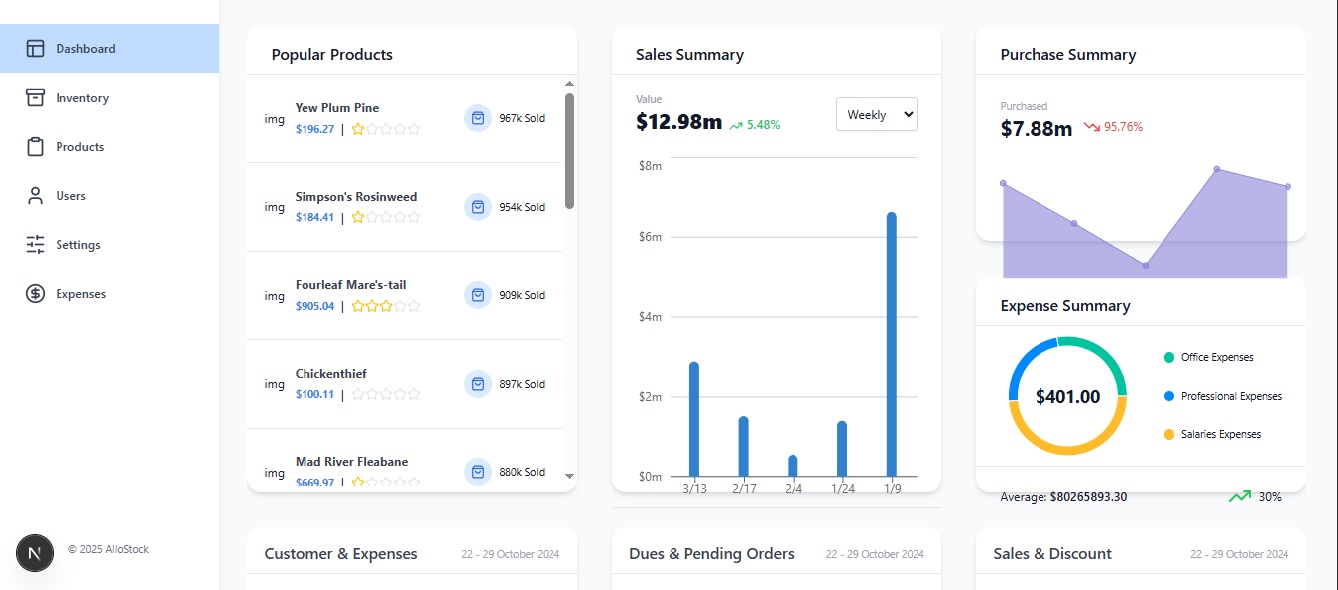 Dashboard
Inventory
Products
Users
Settings
Expenses
N
© 2025 AlloStock
Popular Products
img
Yew Plum Pine
$196.27 |
967k Sold
img
Simpson's Rosinweed
$184.41 |
954k Sold
img
Fourleaf Mare's-tail
$905.04 |
909k Sold
img
Chickenthief
$100.11 |
897k Sold
img
Mad River Fleabane
$669.97 |
880k Sold
Sales Summary
Value
$12.98m 5.48%
Weekly
$8m
$6m
$4m
$2m
$0m
3/13 2/17 2/4 1/24 1/9
Purchase Summary
Purchased
$7.88m 95.76%
Expense Summary
$401.00
Office Expenses
Professional Expenses
Salaries Expenses
Average: $80265893.30 30%
Customer & Expenses 22 - 29 October 2024
Dues & Pending Orders 22 - 29 October 2024
Sales & Discount 22 - 29 October 2024